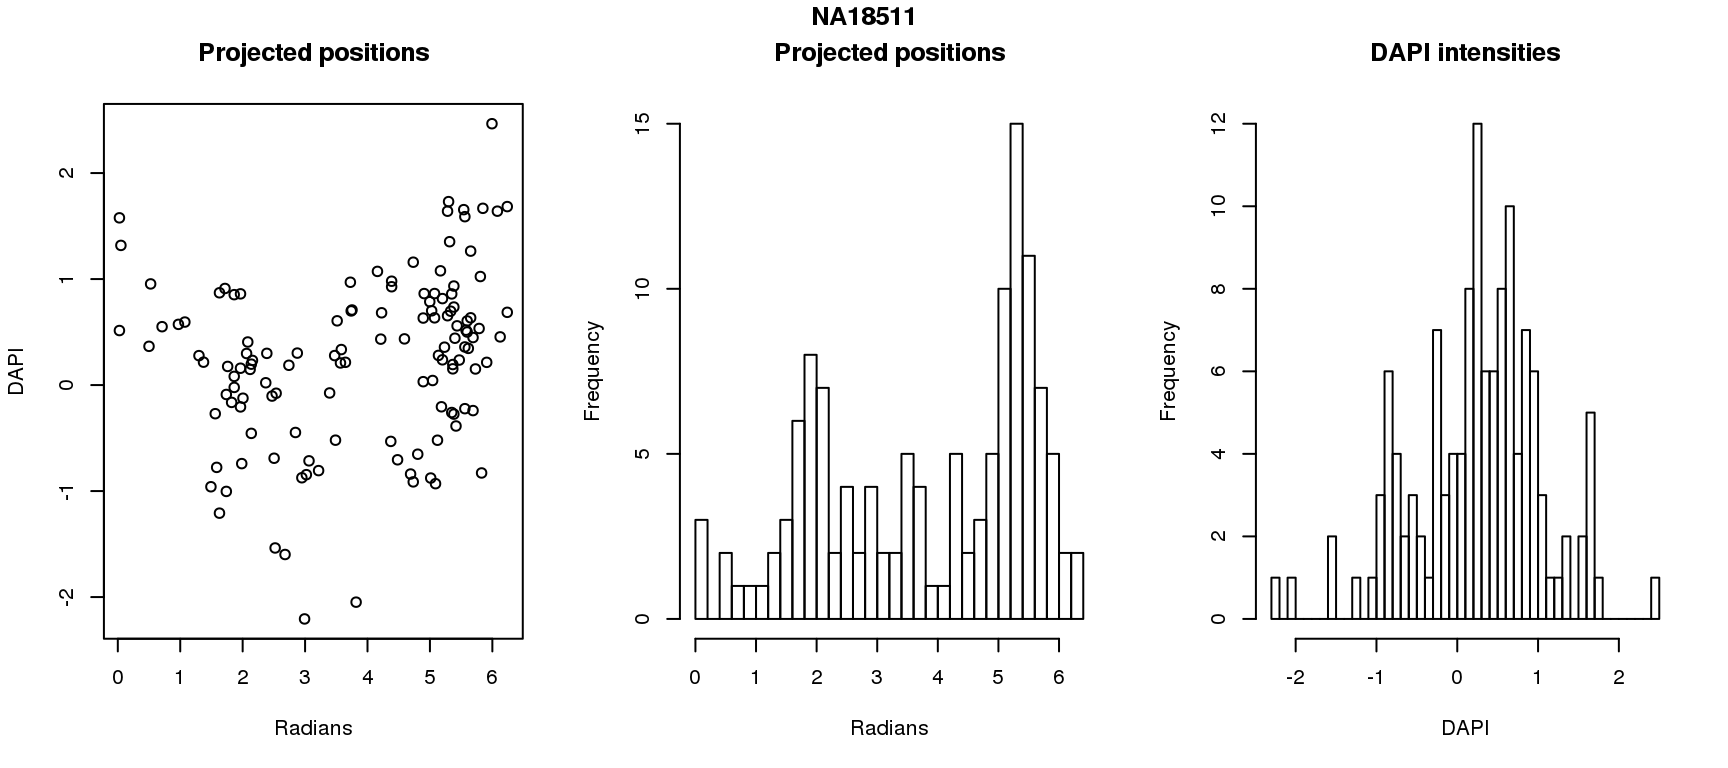 NA18511
Projected positions
Projected positions
DAPI intensities
DAPI
2
1
0
-1
-2
0 1 2 3 4 5 6
Radians
Frequency
15
10
5
0
0 1 2 3 4 5 6
Radians
Frequency
12
10
8
6
4
2
0
-2 -1 0 1 2
DAPI